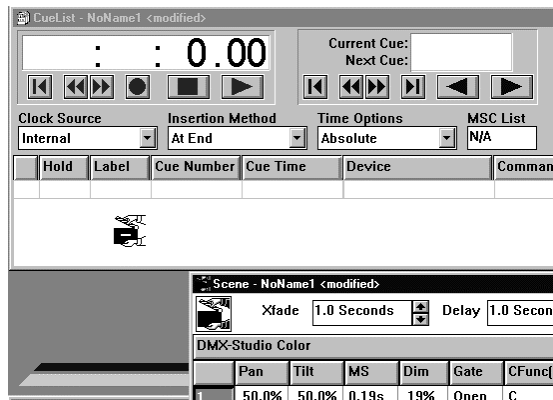 CueList - NoName1 <modified>
: : 0.00
Current Cue:
Next Cue:
Clock Source Insertion Method Time Options MSC List
Internal At End Absolute N/A
Hold Label Cue Number Cue Time Device Comman
Scene - NoName1 <modified>
Xfade 1.0 Seconds Delay 1.0 Secon
DMX-Studio Color
Pan Tilt MS Dim Gate CFunc[
1 50.0% 50.0% 0.19s 19% Open C